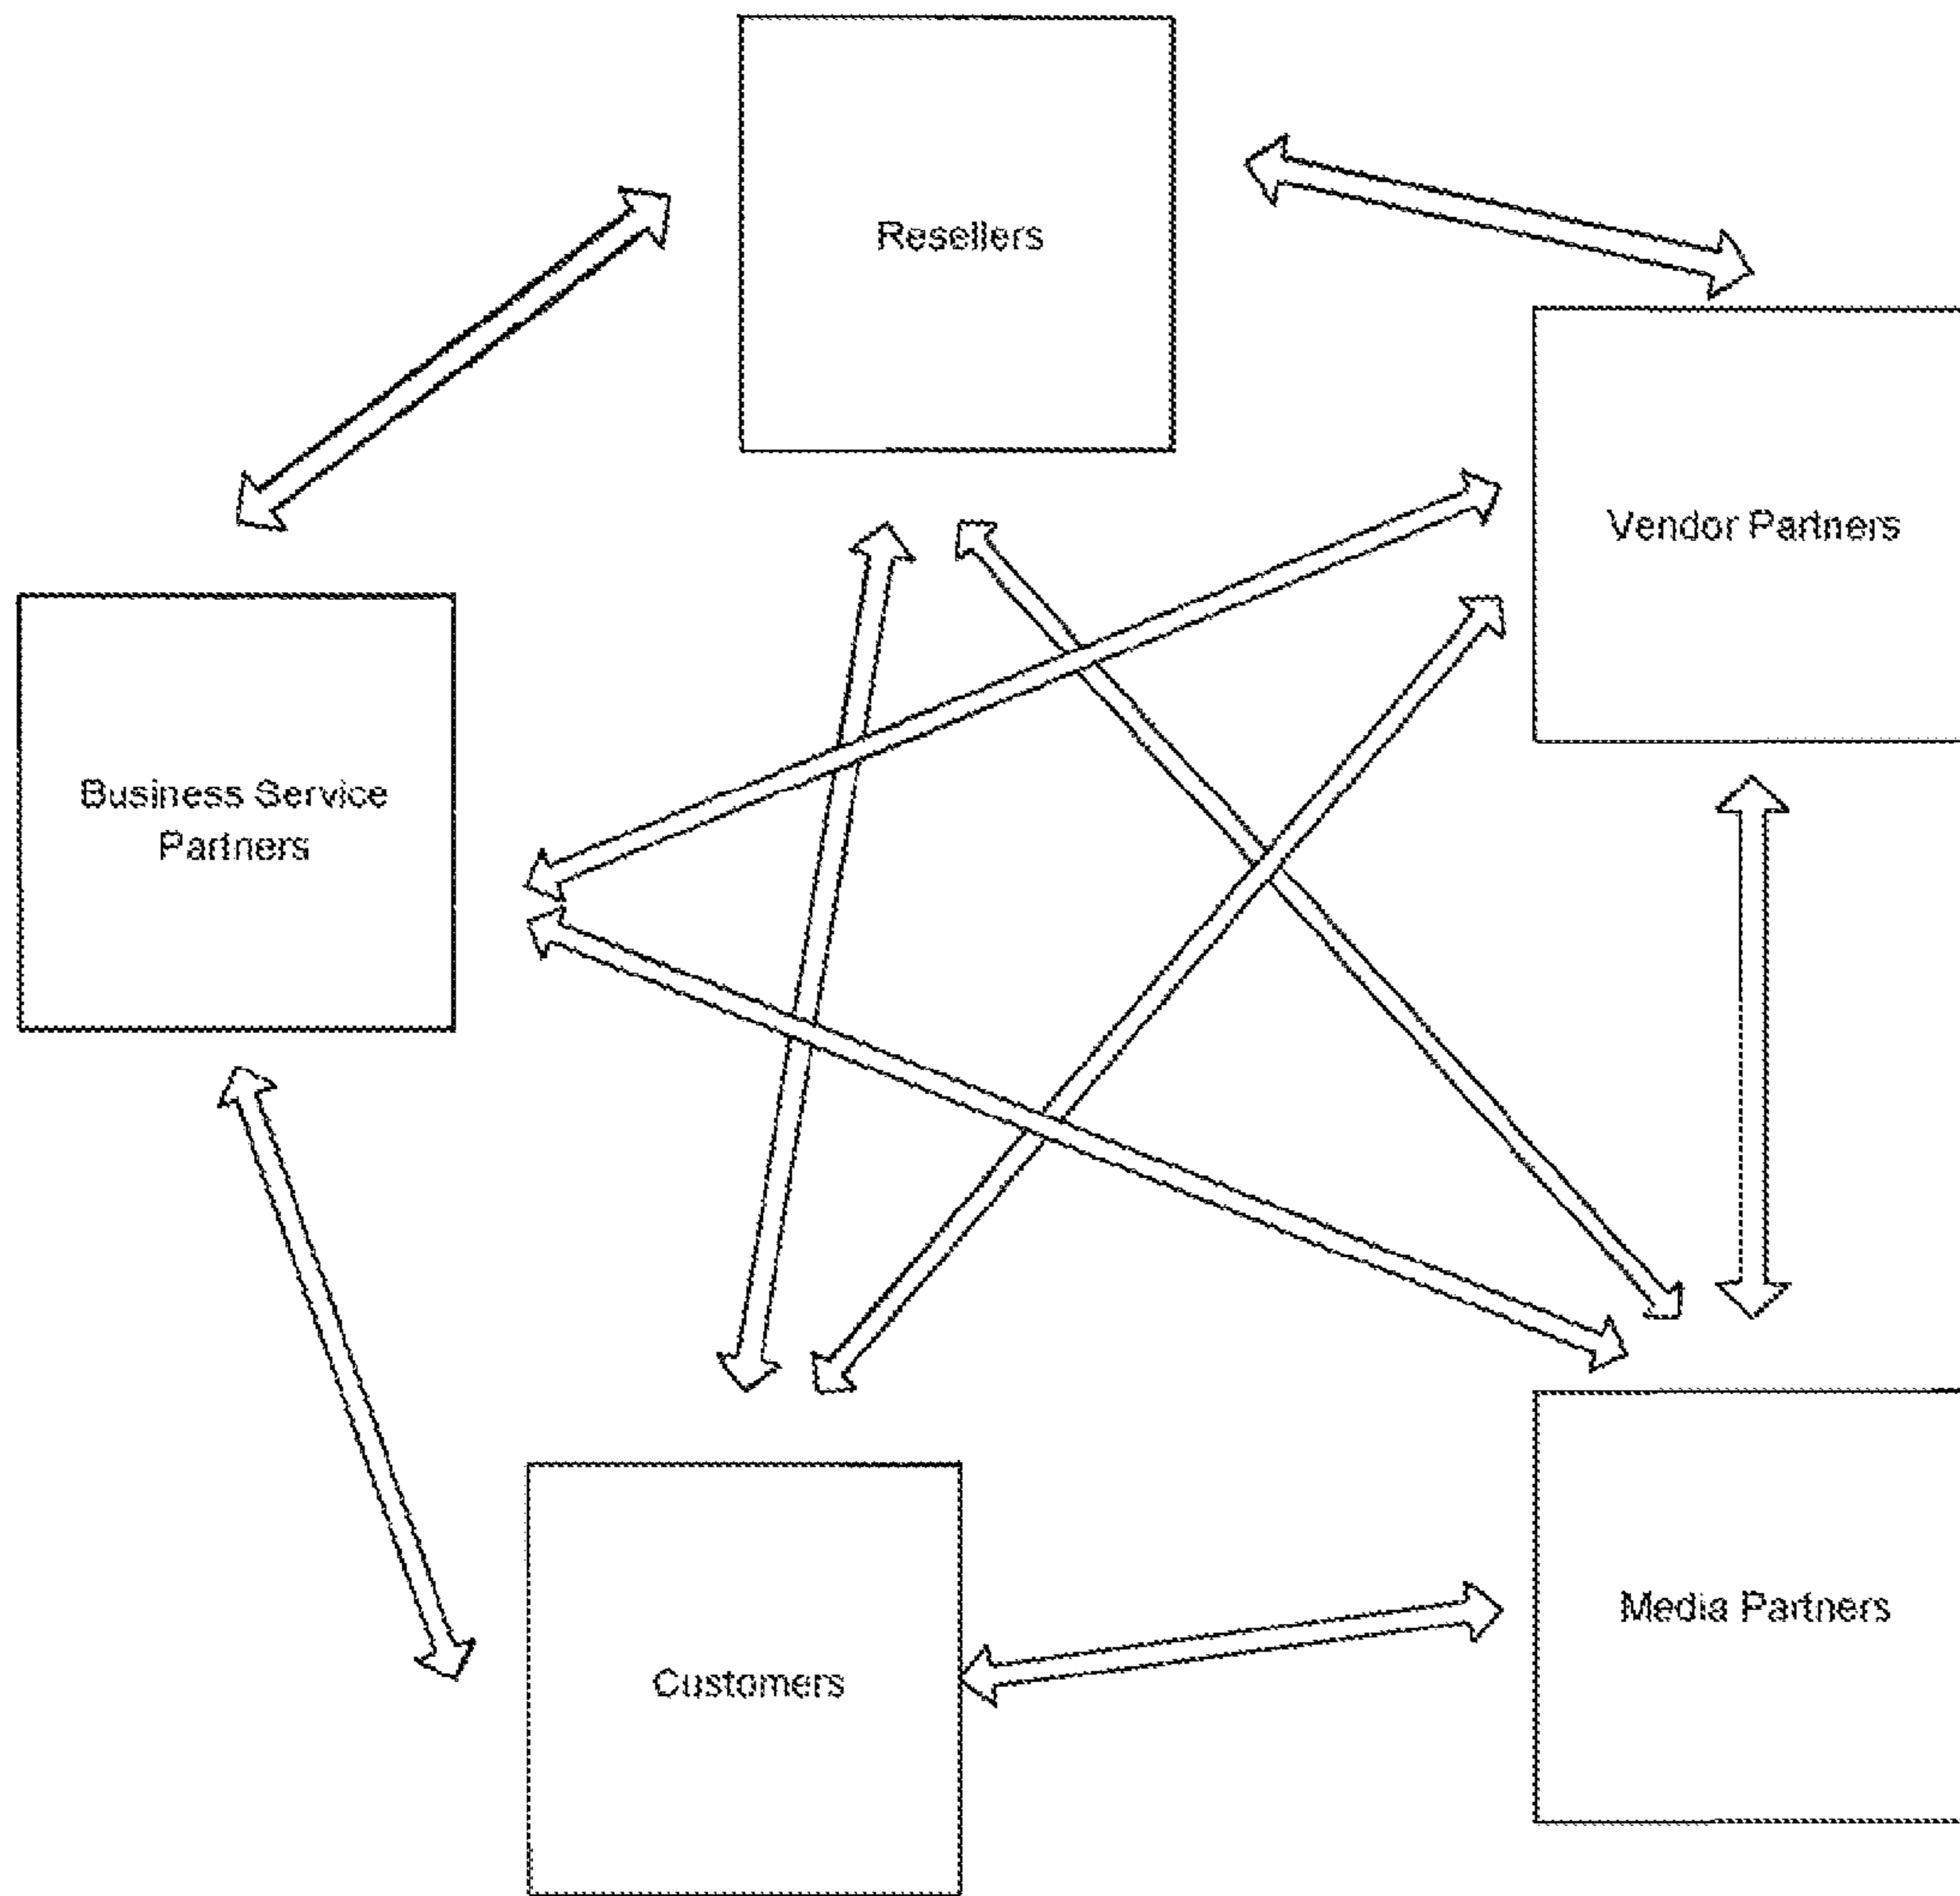 Resellers
Vendor Partners
Business Service
Partners
Media Partners
Customers